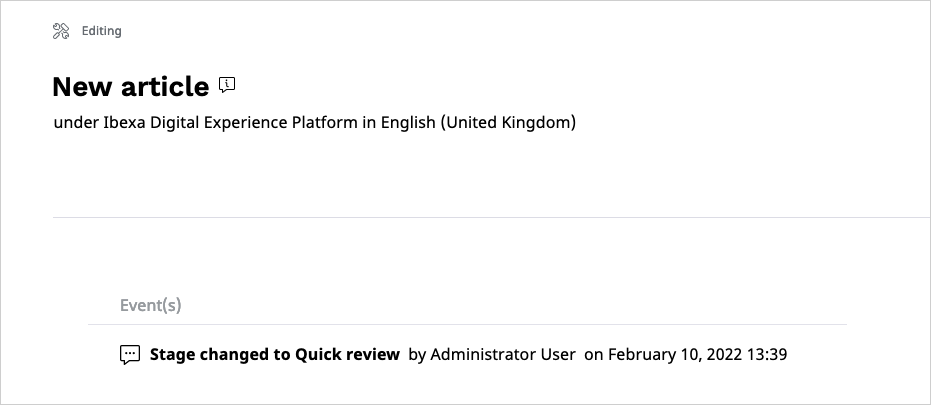 Editing
New article
under Ibexa Digital Experience Platform in English (United Kingdom)
Event(s)
Stage changed to Quick review by Administrator User on February 10, 2022 13:39